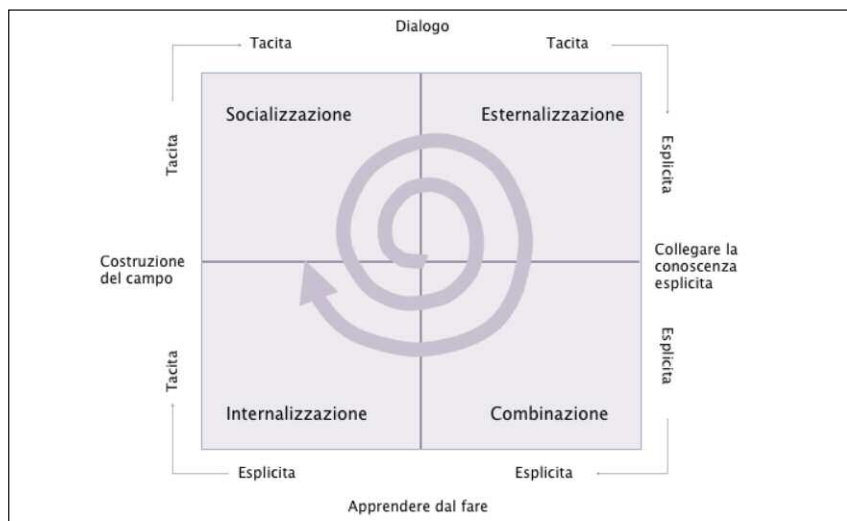 Dialogo
Tacita
Tacita
Socializzazione
Esternalizzazione
Tacita
Esplicita
Costruzione
del campo
Collegare la
conoscenza
esplicita
Tacita
Esplicita
Internalizzazione
Combinazione
Esplicita
Esplicita
Apprendere dal fare